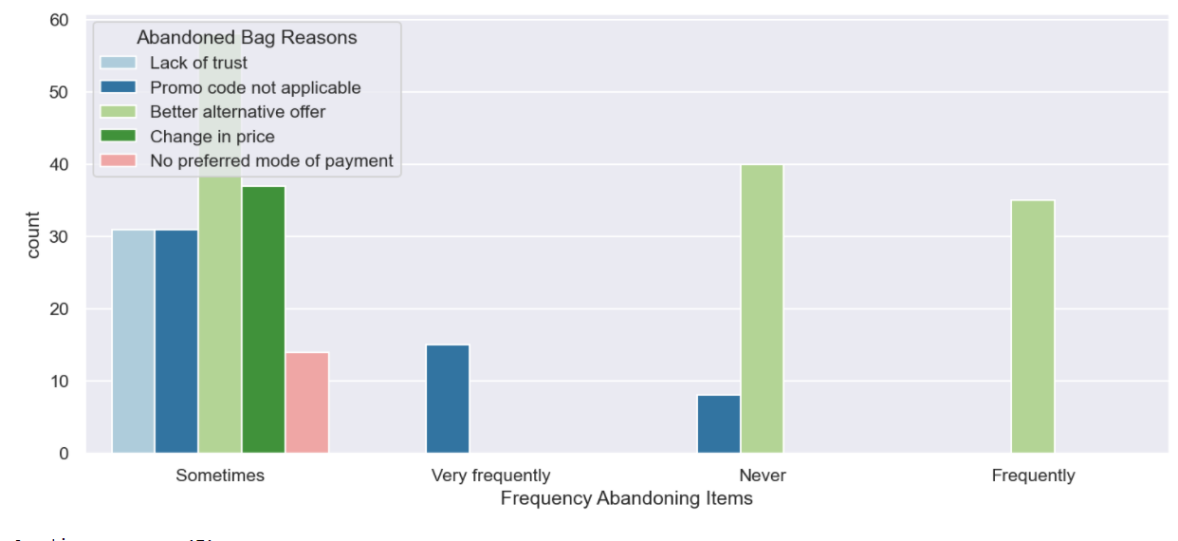 60
50
40
30
20
10
0
count
Abandoned Bag Reasons
Lack of trust
Promo code not applicable
Better alternative offer
Change in price
No preferred mode of payment
Sometimes Very frequently Never Frequently
Frequency Abandoning Items